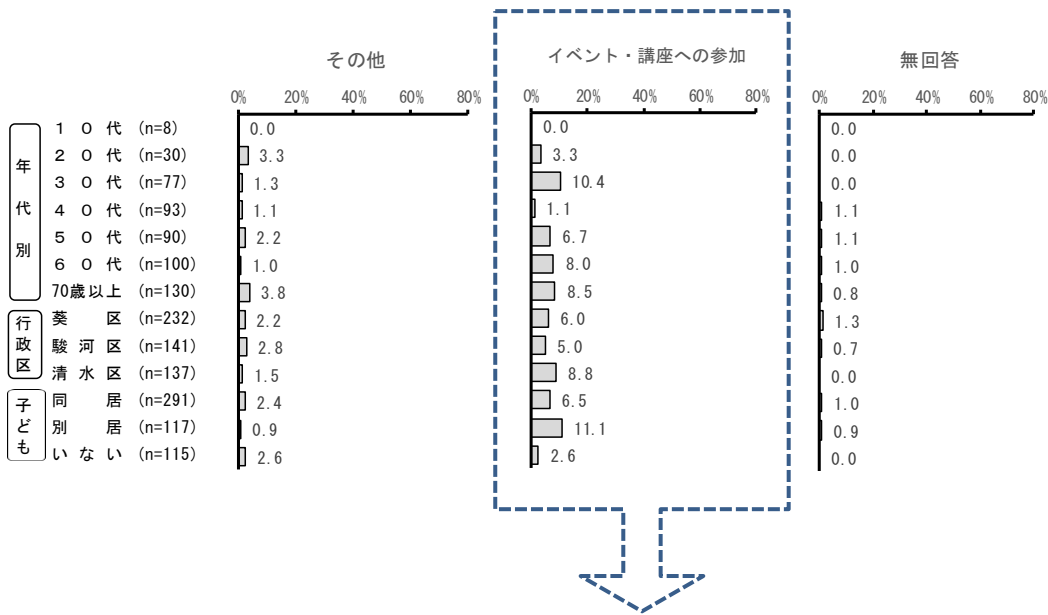 その他 イベント・講座への参加 無回答
0% 20% 40% 60% 80% 0% 20% 40% 60% 80% 0% 20% 40% 60% 80%
年代別
10代 (n=8) 0.0 0.0 0.0
20代 (n=30) 3.3 3.3 0.0
30代 (n=77) 1.3 10.4 0.0
40代 (n=93) 1.1 1.1 1.1
50代 (n=90) 2.2 6.7 1.1
60代 (n=100) 1.0 8.0 1.0
70歳以上 (n=130) 3.8 8.5 0.8
行政区
葵区 (n=232) 2.2 6.0 1.3
駿河区 (n=141) 2.8 5.0 0.7
清水区 (n=137) 1.5 8.8 0.0
子ども
同居 (n=291) 2.4 6.5 1.0
別居 (n=117) 0.9 11.1 0.9
いない (n=115) 2.6 2.6 0.0